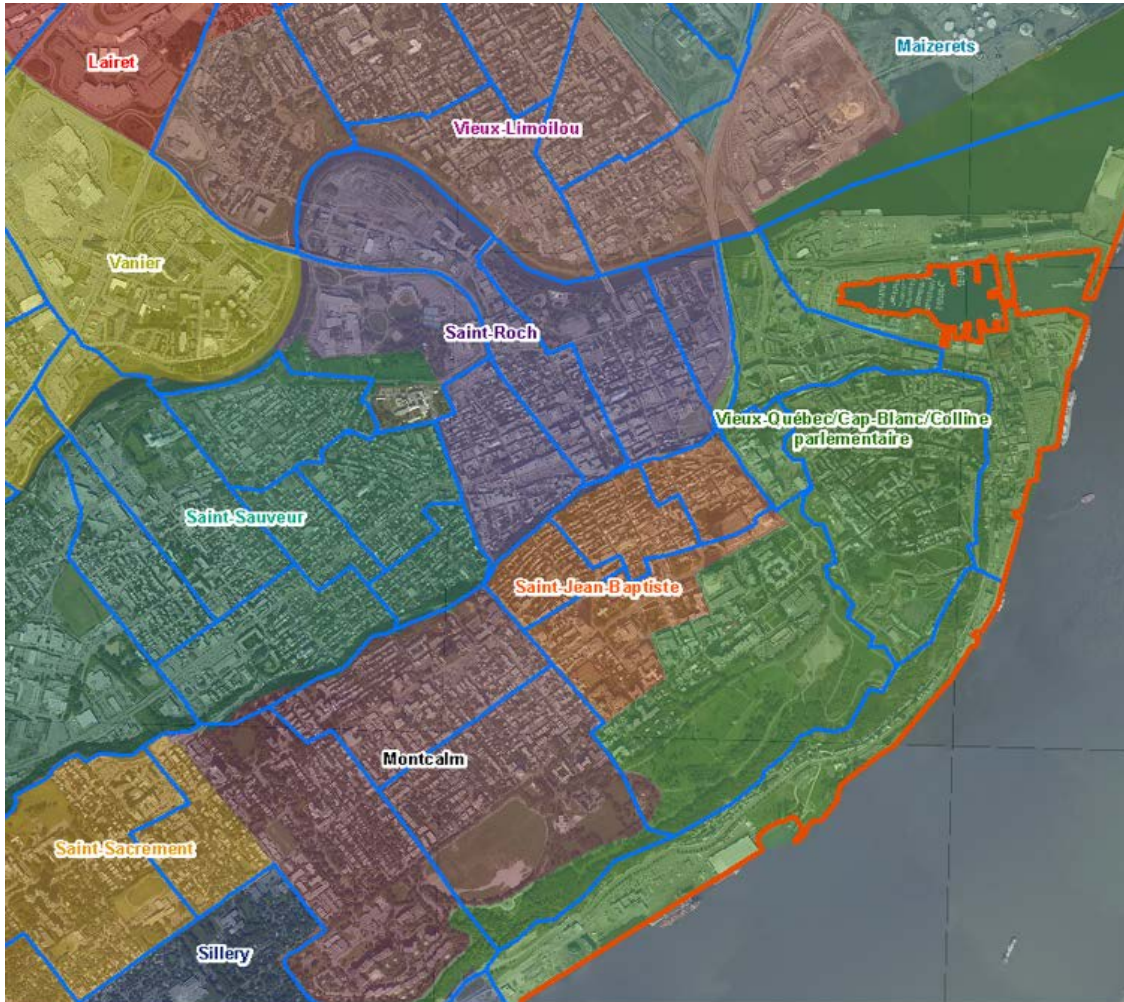 Lairet
Maizerets
Vieux-Limoilou
Vanier
Saint-Roch
Vieux-Québec/Cap-Blanc/Colline
parlementaire
Saint-Sauveur
Saint-Jean-Baptiste
Montcalm
Saint-Sacrement
Sillery